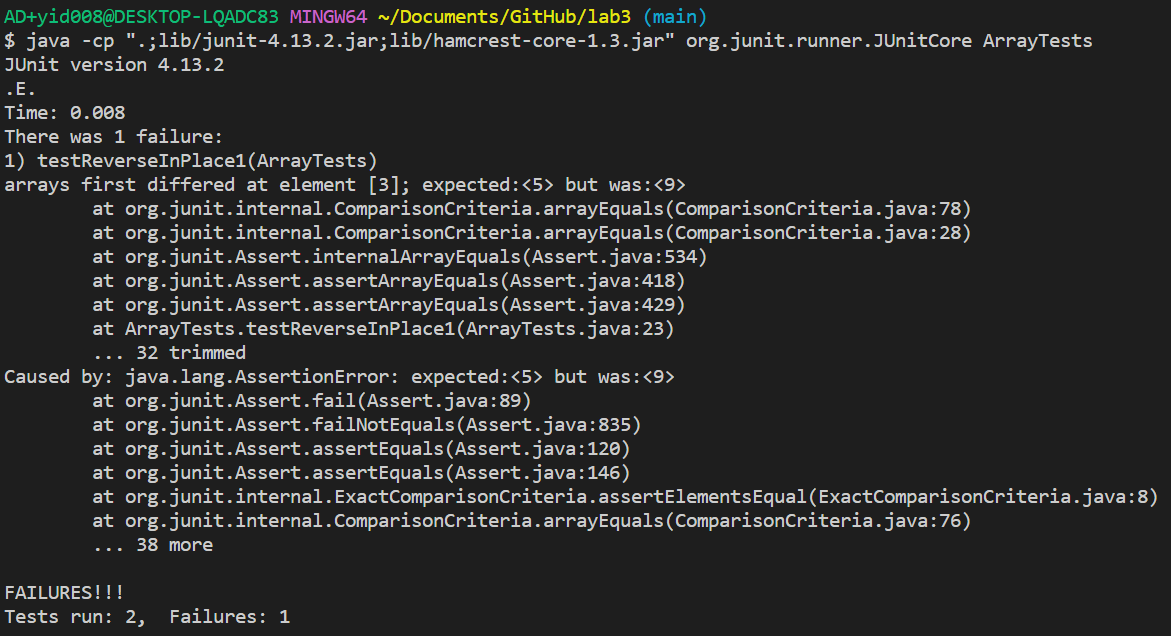 AD+yid008@DESKTOP-LQADC83 MINGW64 ~/Documents/GitHub/lab3 (main)
$ java -cp ".;lib/junit-4.13.2.jar;lib/hamcrest-core-1.3.jar" org.junit.runner.JUnitCore ArrayTests
JUnit version 4.13.2
.E.
Time: 0.008
There was 1 failure:
1) testReverseInPlace1(ArrayTests)
arrays first differed at element [3]; expected:<5> but was:<9>
        at org.junit.internal.ComparisonCriteria.arrayEquals(ComparisonCriteria.java:78)
        at org.junit.internal.ComparisonCriteria.arrayEquals(ComparisonCriteria.java:28)
        at org.junit.Assert.internalArrayEquals(Assert.java:534)
        at org.junit.Assert.assertArrayEquals(Assert.java:418)
        at org.junit.Assert.assertArrayEquals(Assert.java:429)
        at ArrayTests.testReverseInPlace1(ArrayTests.java:23)
        ... 32 trimmed
Caused by: java.lang.AssertionError: expected:<5> but was:<9>
        at org.junit.Assert.fail(Assert.java:89)
        at org.junit.Assert.failNotEquals(Assert.java:835)
        at org.junit.Assert.assertEquals(Assert.java:120)
        at org.junit.Assert.assertEquals(Assert.java:146)
        at org.junit.internal.ExactComparisonCriteria.assertElementsEqual(ExactComparisonCriteria.java:8)
        at org.junit.internal.ComparisonCriteria.arrayEquals(ComparisonCriteria.java:76)
        ... 38 more

FAILURES!!!
Tests run: 2,  Failures: 1